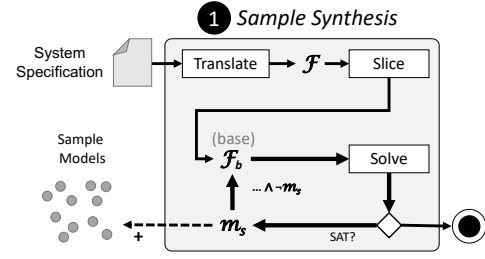 1 Sample Synthesis
System
Specification
Translate
𝓕
Slice
Sample
Models
(base)
𝓕b
Solve
... ∧ ¬ms
+
ms
SAT?